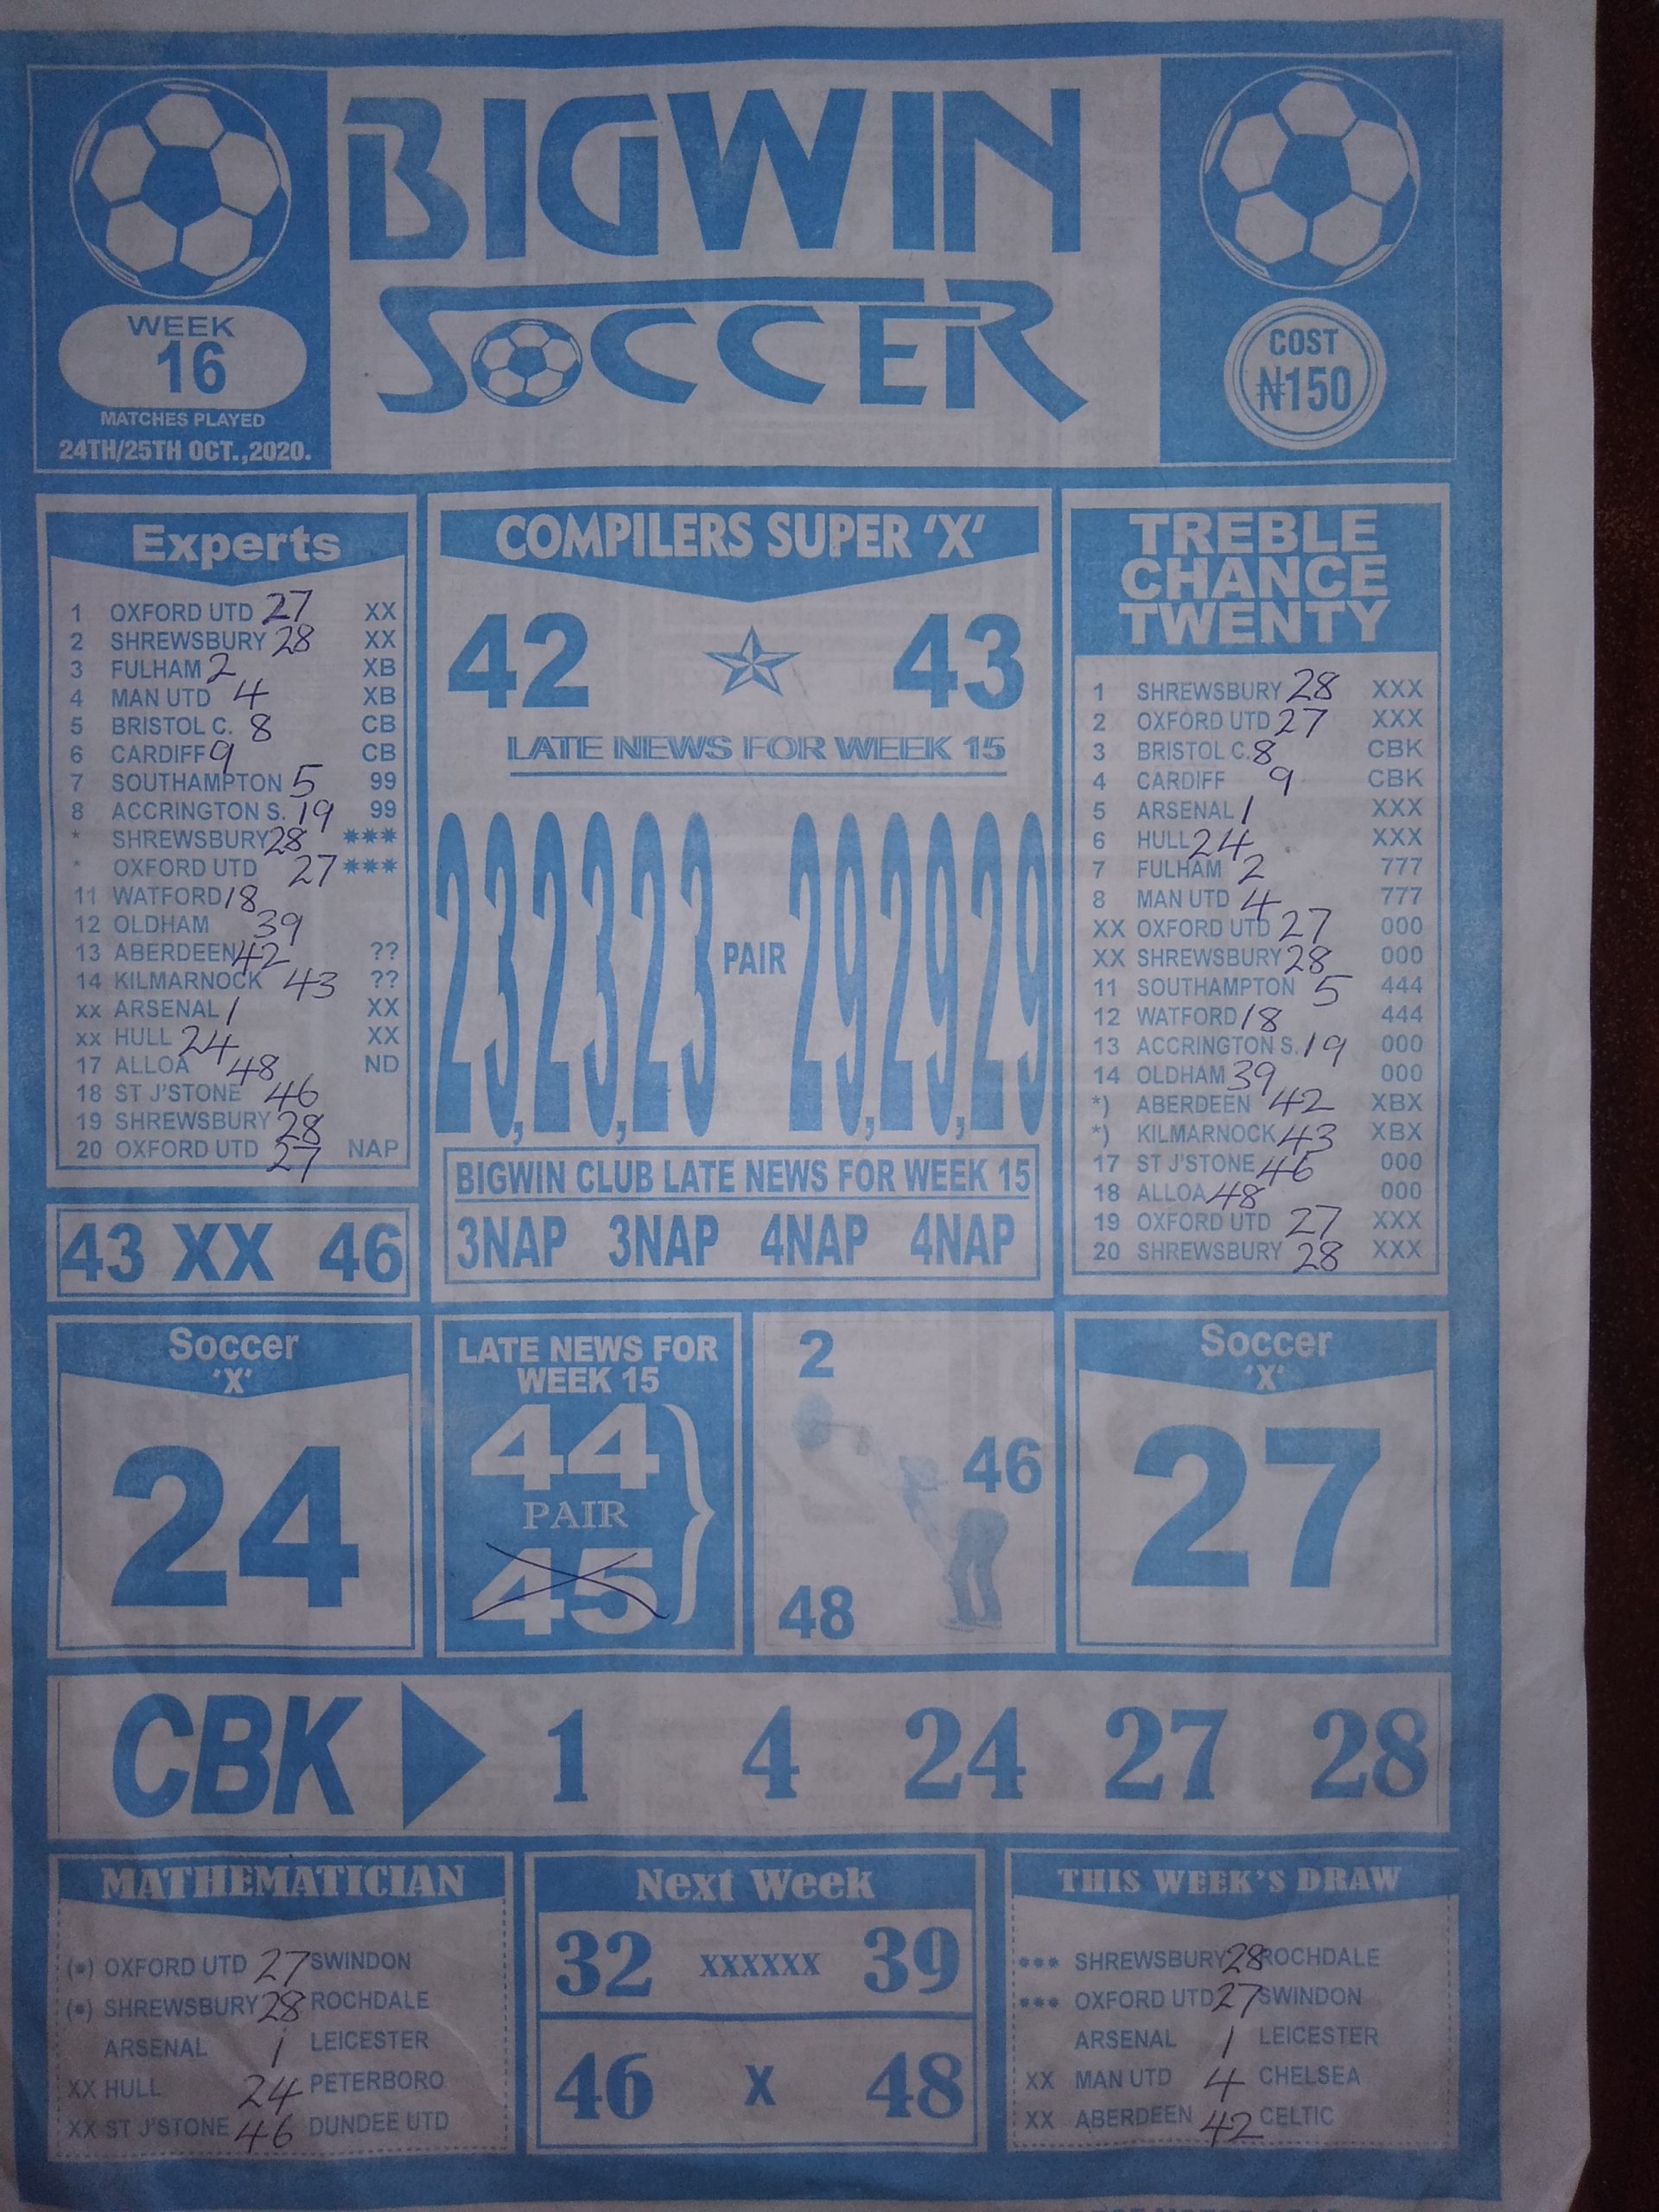 BIGWIN
SOCCER
WEEK
16
MATCHES PLAYED
24TH/25TH OCT.,2020.
COST
₦150
Experts
1 OXFORD UTD 27 XX
2 SHREWSBURY 28 XX
3 FULHAM 2 XB
4 MAN UTD 4 XB
5 BRISTOL C. 8 CB
6 CARDIFF 9 CB
7 SOUTHAMPTON 5 99
8 ACCRINGTON S. 19 99
* SHREWSBURY 28 ***
* OXFORD UTD 27 ***
11 WATFORD 18
12 OLDHAM 39
13 ABERDEEN 42 ??
14 KILMARNOCK 43 ??
xx ARSENAL 1 XX
xx HULL 24 XX
17 ALLOA 48 ND
18 ST J'STONE 46
19 SHREWSBURY 28
20 OXFORD UTD 27 NAP
43 XX 46
COMPILERS SUPER 'X'
42 43
LATE NEWS FOR WEEK 15
23,23,23 PAIR 29,29,29
BIGWIN CLUB LATE NEWS FOR WEEK 15
3NAP 3NAP 4NAP 4NAP
TREBLE
CHANCE
TWENTY
1 SHREWSBURY 28 XXX
2 OXFORD UTD 27 XXX
3 BRISTOL C. 8 CBK
4 CARDIFF 9 CBK
5 ARSENAL 1 XXX
6 HULL 24 XXX
7 FULHAM 2 777
8 MAN UTD 4 777
XX OXFORD UTD 27 000
XX SHREWSBURY 28 000
11 SOUTHAMPTON 5 444
12 WATFORD 18 444
13 ACCRINGTON S. 19 000
14 OLDHAM 39 000
*) ABERDEEN 42 XBX
*) KILMARNOCK 43 XBX
17 ST J'STONE 46 000
18 ALLOA 48 000
19 OXFORD UTD 27 XXX
20 SHREWSBURY 28 XXX
Soccer
'X'
24
LATE NEWS FOR
WEEK 15
44
PAIR
45
2
46
48
Soccer
'X'
27
CBK 1 4 24 27 28
MATHEMATICIAN
(•) OXFORD UTD 27 SWINDON
(•) SHREWSBURY 28 ROCHDALE
ARSENAL 1 LEICESTER
XX HULL 24 PETERBORO
XX ST J'STONE 46 DUNDEE UTD
Next Week
32 XXXXXX 39
46 X 48
THIS WEEK'S DRAW
••• SHREWSBURY 28 ROCHDALE
••• OXFORD UTD 27 SWINDON
ARSENAL 1 LEICESTER
XX MAN UTD 4 CHELSEA
XX ABERDEEN 42 CELTIC